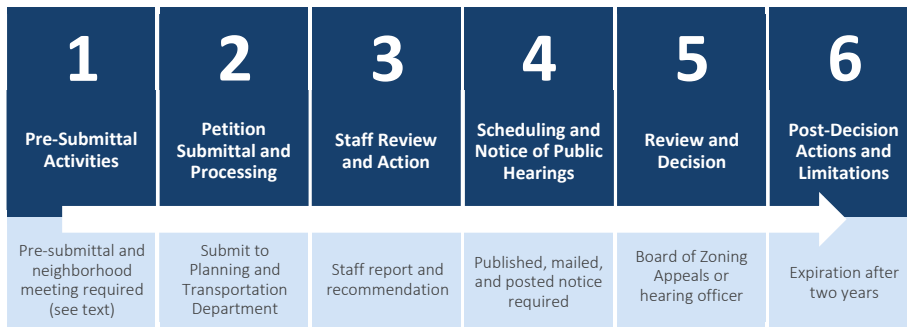 1
Pre-Submittal
Activities
2
Petition
Submittal and
Processing
3
Staff Review
and Action
4
Scheduling and
Notice of Public
Hearings
5
Review and
Decision
6
Post-Decision
Actions and
Limitations
Pre-submittal and
neighborhood
meeting required
(see text)
Submit to
Planning and
Transportation
Department
Staff report and
recommendation
Published, mailed,
and posted notice
required
Board of Zoning
Appeals or
hearing officer
Expiration after
two years